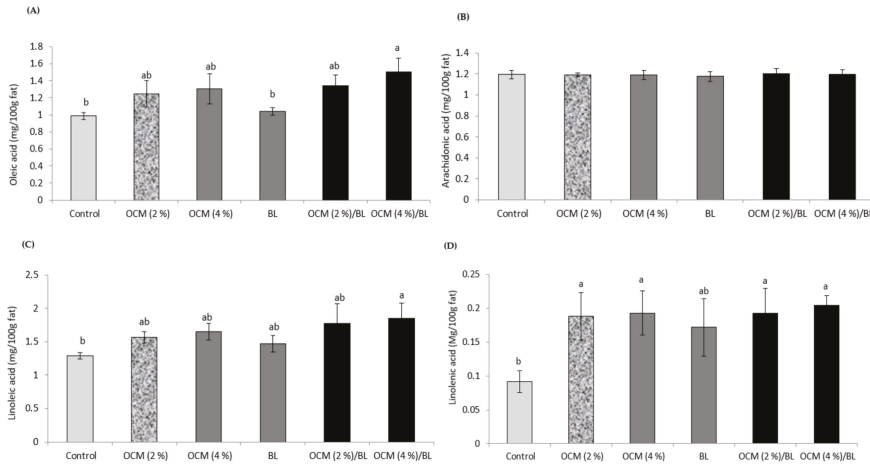 (A)
Oleic acid (mg/100g fat)
1.8
1.6
1.4
1.2
1
0.8
0.6
0.4
0.2
0
b
ab
ab
b
ab
a
Control
OCM (2 %)
OCM (4 %)
BL
OCM (2 %)/BL
OCM (4 %)/BL
(B)
Arachidonic acid (mg/100g fat)
1.4
1.2
1
0.8
0.6
0.4
0.2
0
Control
OCM (2%)
OCM (4 %)
BL
OCM (2 %)/BL
OCM (4 %)/BL
(C)
Linoleic acid (mg/100g fat)
2.5
2
1.5
1
0.5
0
b
ab
ab
ab
ab
a
Control
OCM (2 %)
OCM (4 %)
BL
OCM (2 %)/BL
OCM (4 %)/BL
(D)
Linolenic acid (Mg/100g fat)
0.25
0.2
0.15
0.1
0.05
0
b
a
a
ab
a
a
Control
OCM (2 %)
OCM (4 %)
BL
OCM (2 %)/BL
OCM (4 %)/BL